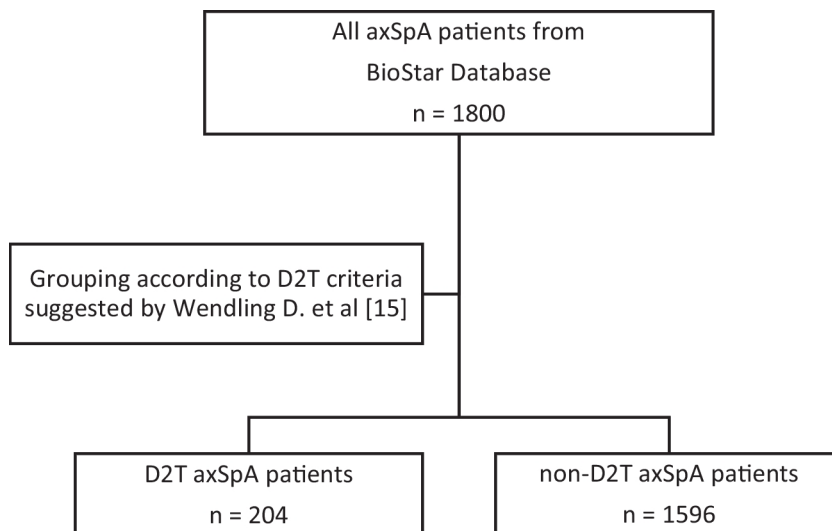 All axSpA patients from
BioStar Database
n = 1800
Grouping according to D2T criteria
suggested by Wendling D. et al [15]
D2T axSpA patients
n = 204
non-D2T axSpA patients
n = 1596